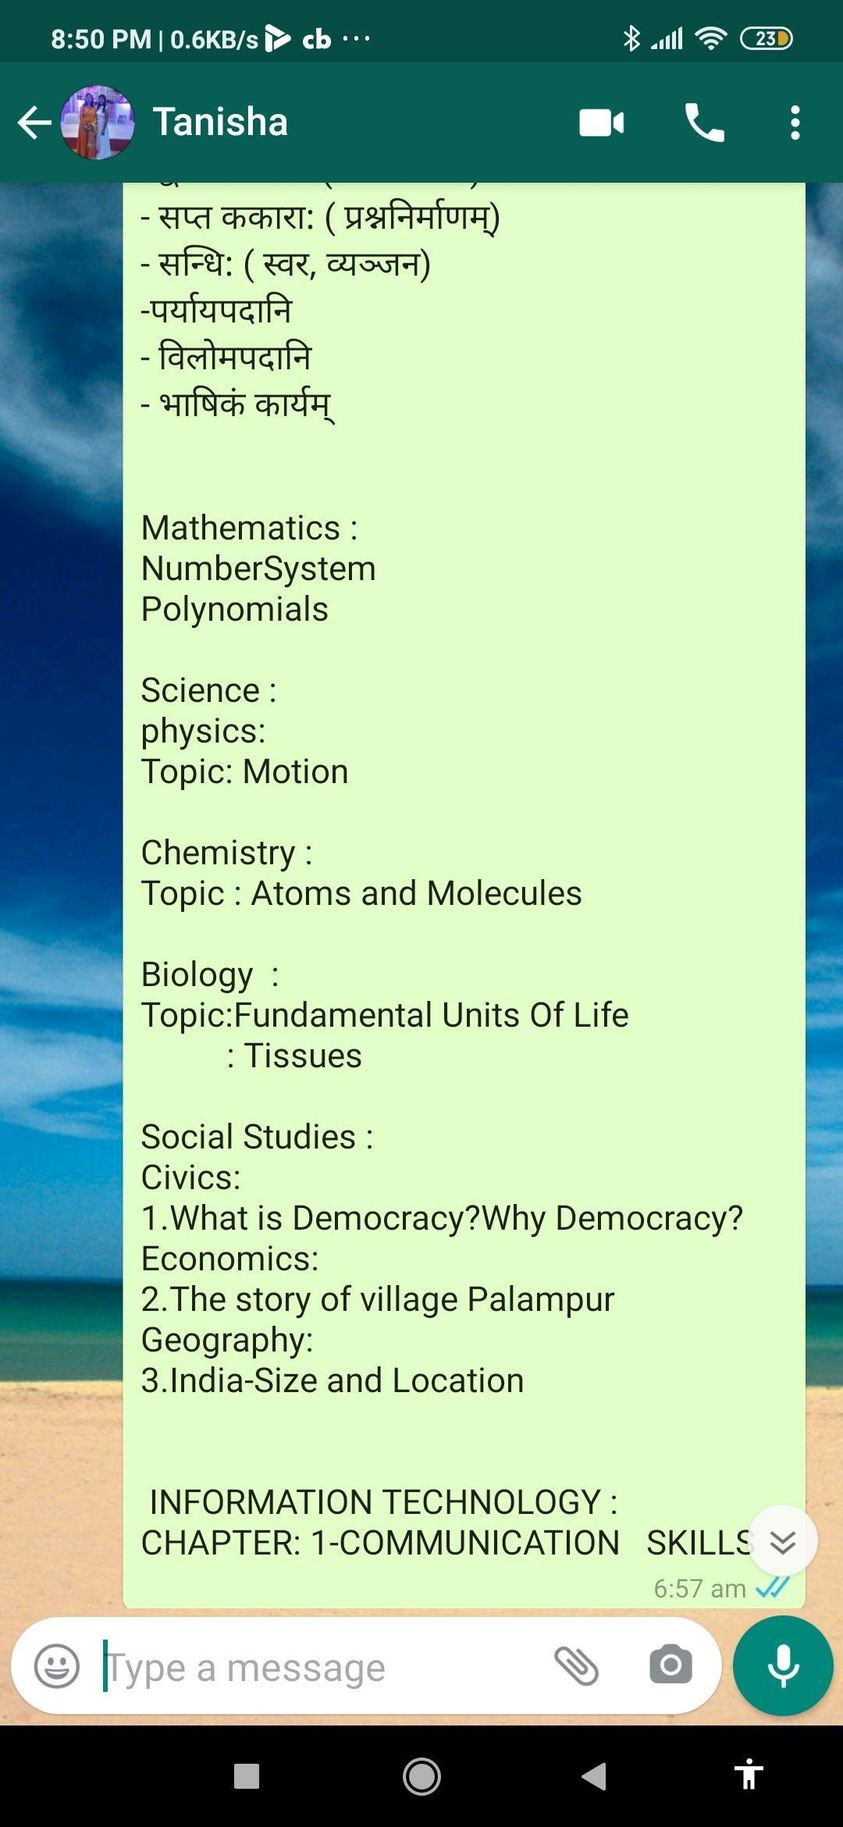 8:50 PM | 0.6KB/s cb ...
23
Tanisha
- सप्त ककारा: ( प्रश्ननिर्माणम्)
- सन्धि: ( स्वर, व्यञ्जन)
-पर्यायपदानि
- विलोमपदानि
- भाषिकं कार्यम्
Mathematics :
NumberSystem
Polynomials
Science :
physics:
Topic: Motion
Chemistry :
Topic : Atoms and Molecules
Biology  :
Topic:Fundamental Units Of Life
: Tissues
Social Studies :
Civics:
1.What is Democracy?Why Democracy?
Economics:
2.The story of village Palampur
Geography:
3.India-Size and Location
INFORMATION TECHNOLOGY :
CHAPTER: 1-COMMUNICATION   SKILLS
6:57 am
Type a message